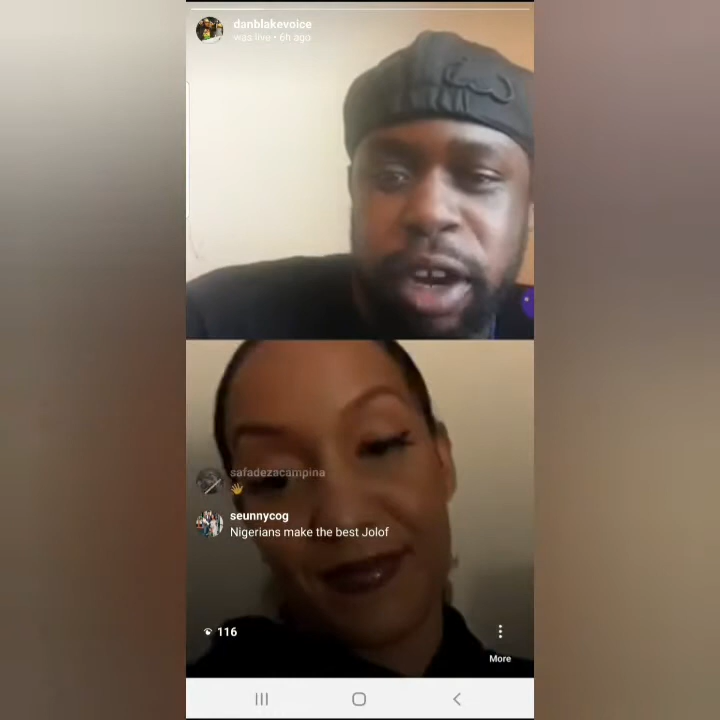 danblakevoice
was live • 6h ago
safadezacampina
👋
seunnycog
Nigerians make the best Jolof
116
More